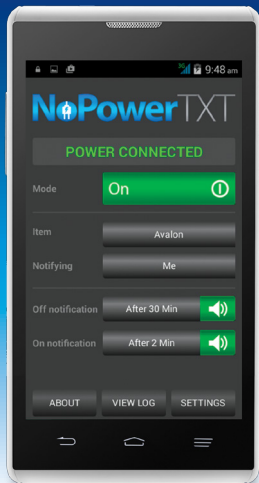 3G 9:48 am
NoPowerTXT
POWER CONNECTED
Mode On
Item Avalon
Notifying Me
Off notification After 30 Min
On notification After 2 Min
ABOUT VIEW LOG SETTINGS